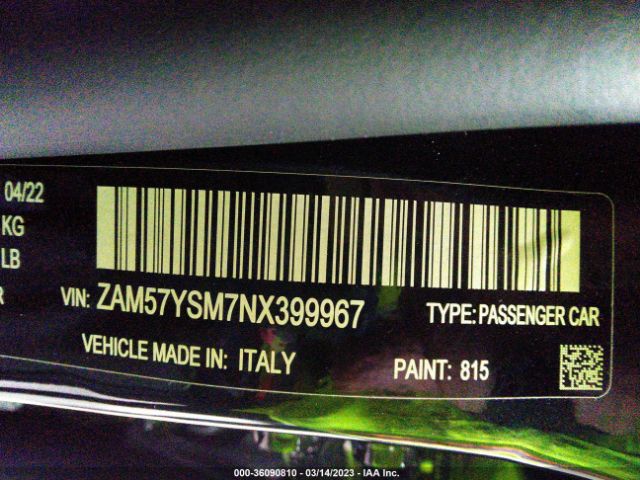 04/22
KG
LB
R
VIN: ZAM57YSM7NX399967
TYPE: PASSENGER CAR
VEHICLE MADE IN: ITALY
PAINT: 815
000-36090810 - 03/14/2023 - IAA Inc.